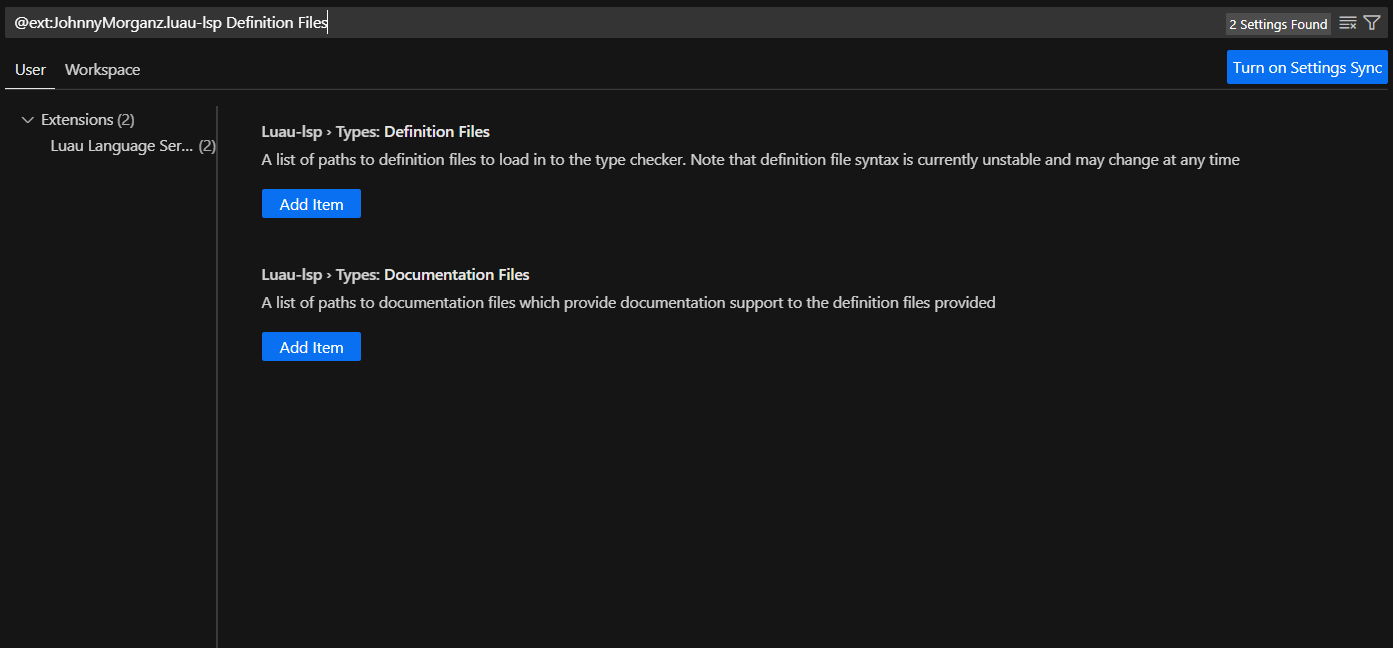 @ext:JohnnyMorganz.luau-lsp Definition Files
2 Settings Found
User
Workspace
Turn on Settings Sync
Extensions (2)
Luau Language Ser... (2)
Luau-lsp › Types: Definition Files
A list of paths to definition files to load in to the type checker. Note that definition file syntax is currently unstable and may change at any time
Add Item
Luau-lsp › Types: Documentation Files
A list of paths to documentation files which provide documentation support to the definition files provided
Add Item